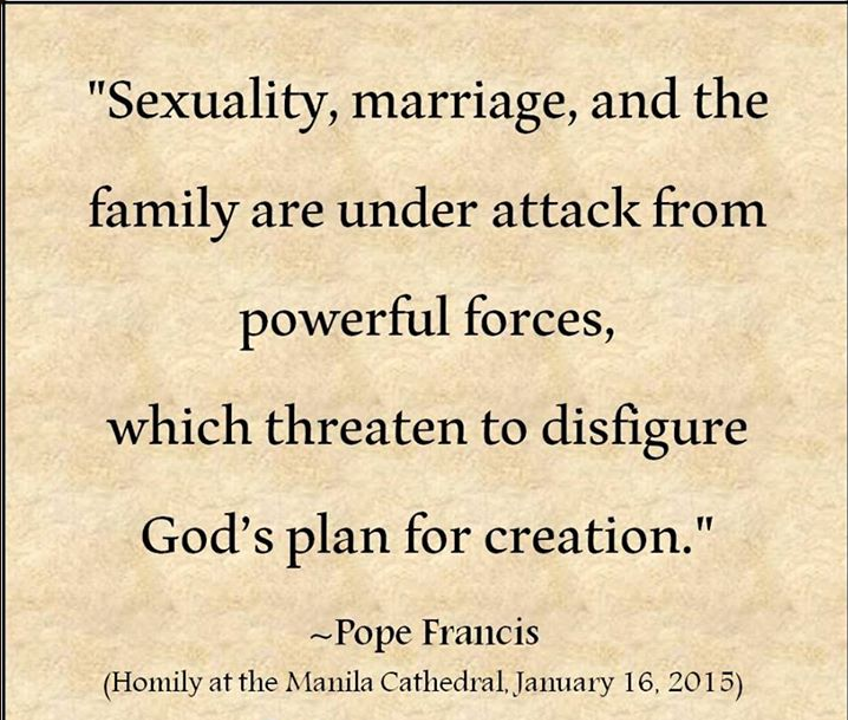 "Sexuality, marriage, and the
family are under attack from
powerful forces,
which threaten to disfigure
God’s plan for creation."
~Pope Francis
(Homily at the Manila Cathedral, January 16, 2015)